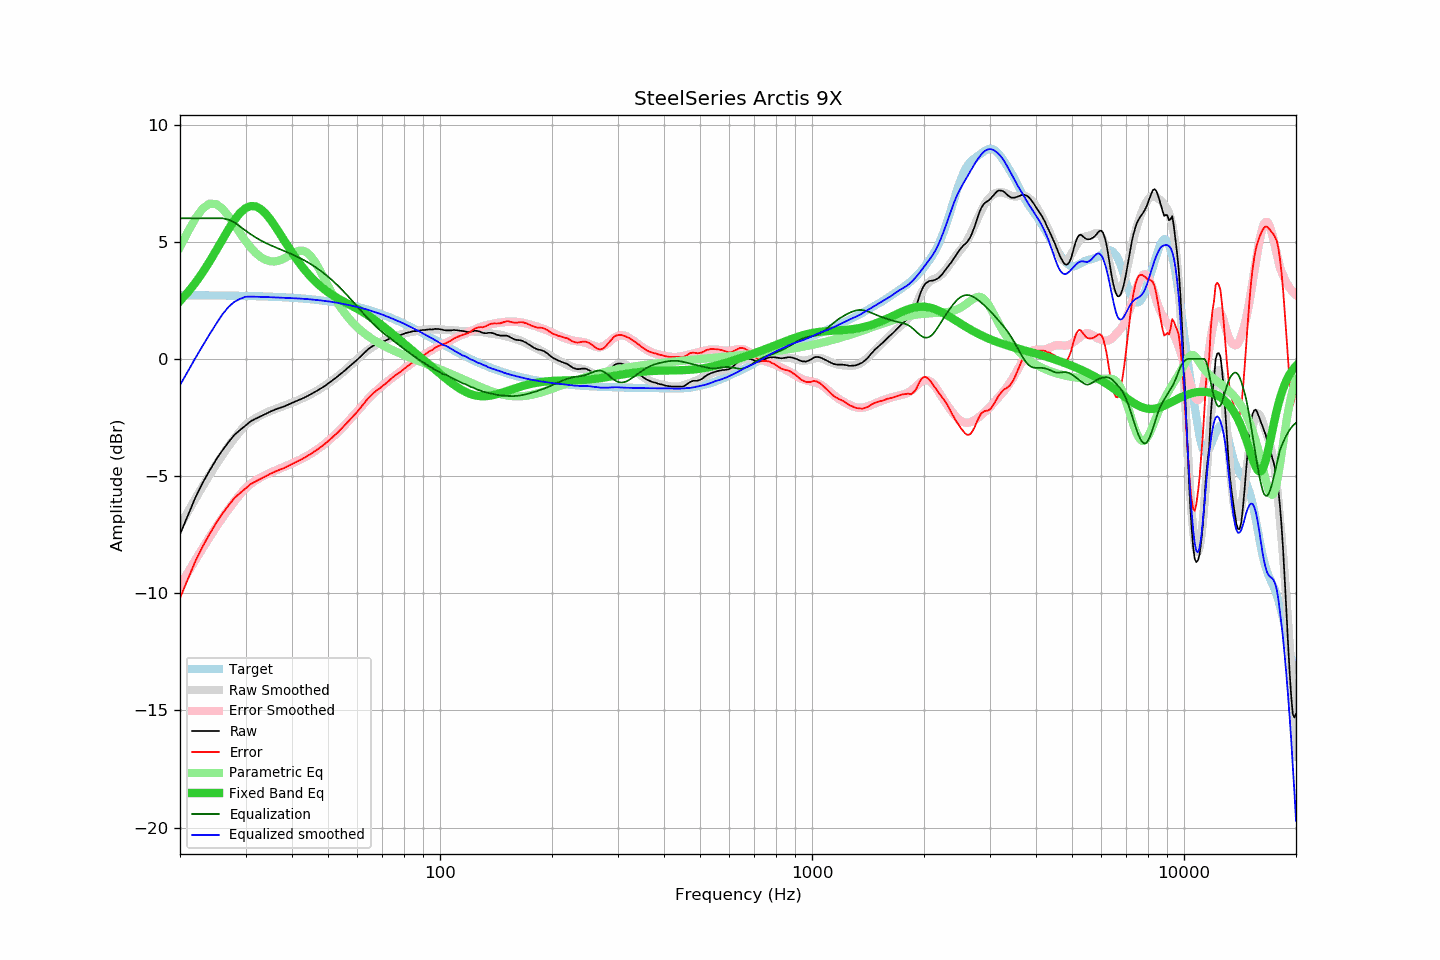 SteelSeries Arctis 9X
10
5
0
−5
−10
−15
−20
Amplitude (dBr)
Target
Raw Smoothed
Error Smoothed
Raw
Error
Parametric Eq
Fixed Band Eq
Equalization
Equalized smoothed
100
1000
10000
Frequency (Hz)